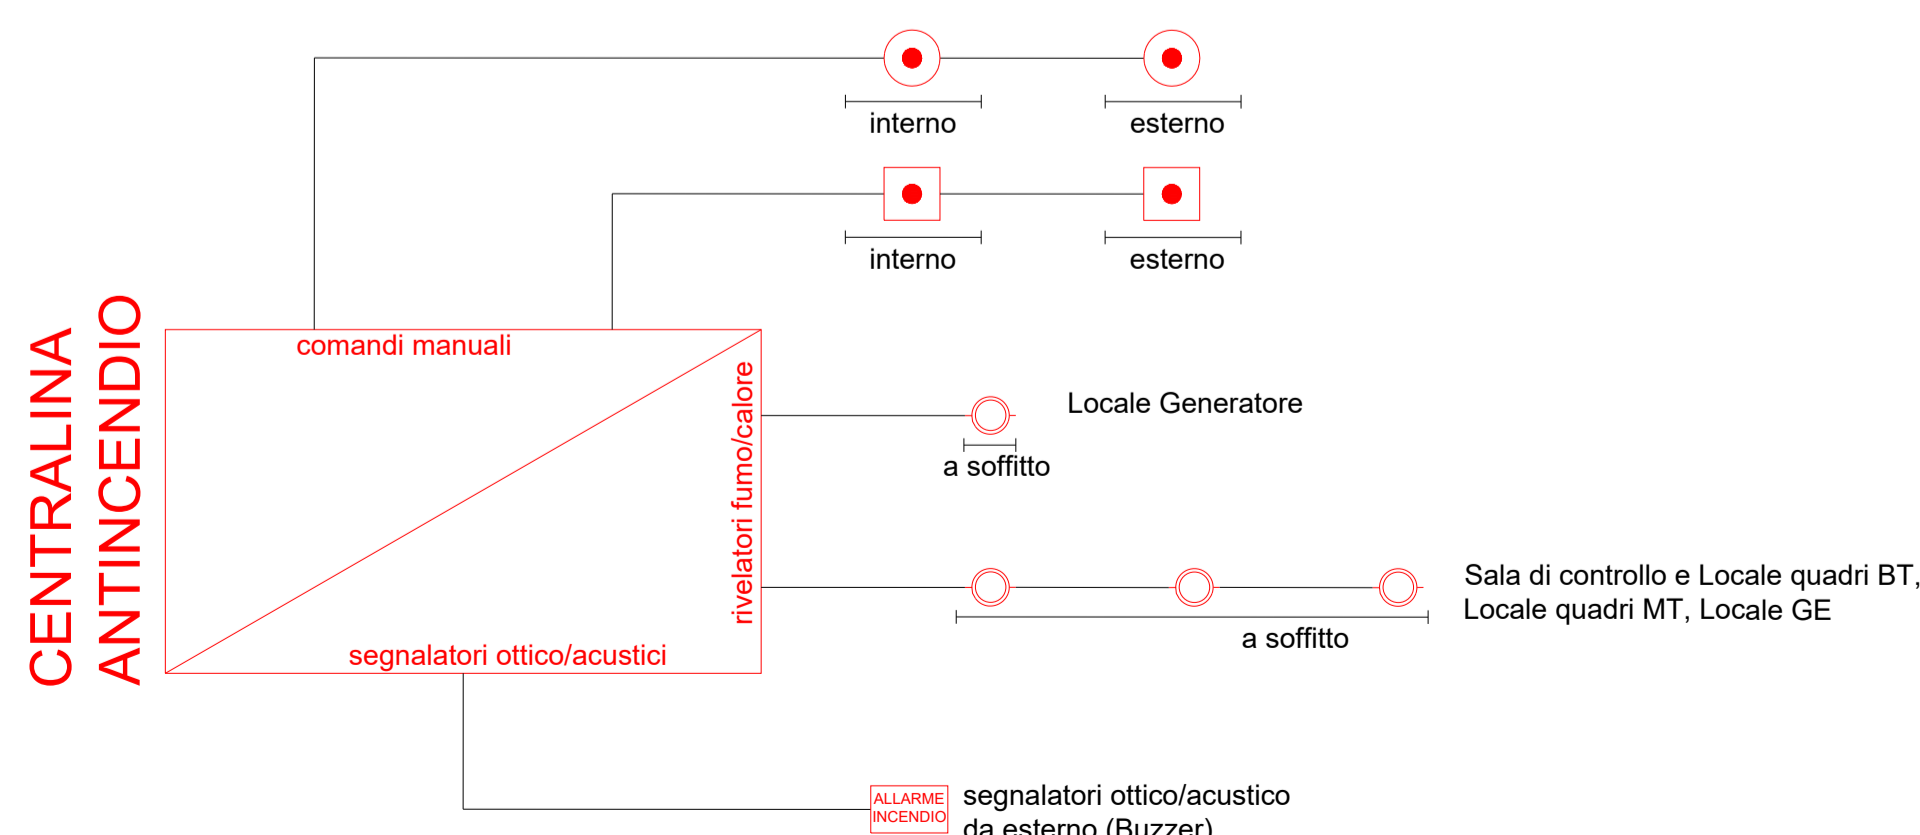 interno
esterno
interno
esterno
CENTRALINA
ANTINCENDIO
comandi manuali
rivelatori fumo/calore
segnalatori ottico/acustici
Locale Generatore
a soffitto
Sala di controllo e Locale quadri BT,
Locale quadri MT, Locale GE
a soffitto
ALLARME
INCENDIO
segnalatori ottico/acustico
da esterno (Buzzer)